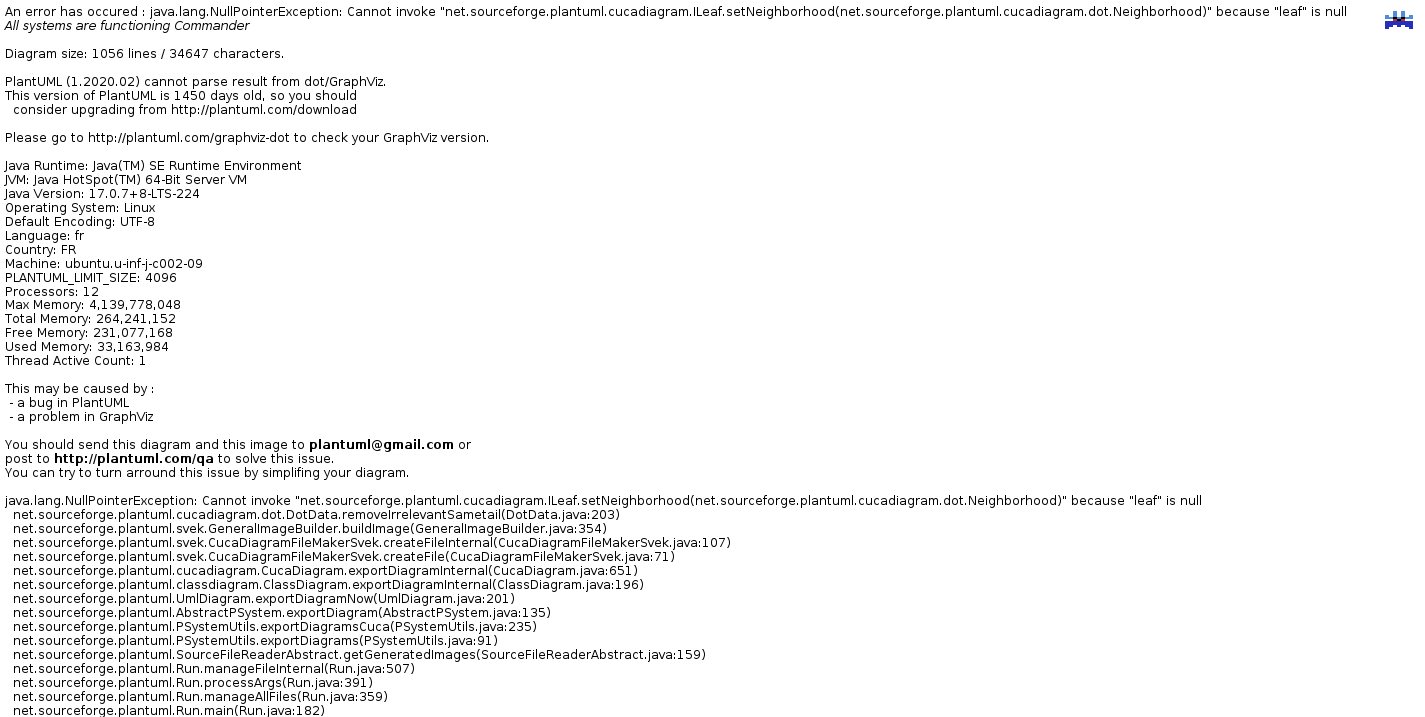 An error has occured : java.lang.NullPointerException: Cannot invoke "net.sourceforge.plantuml.cucadiagram.ILeaf.setNeighborhood(net.sourceforge.plantuml.cucadiagram.dot.Neighborhood)" because "leaf" is null
All systems are functioning Commander
Diagram size: 1056 lines / 34647 characters.
PlantUML (1.2020.02) cannot parse result from dot/GraphViz.
This version of PlantUML is 1450 days old, so you should
consider upgrading from http://plantuml.com/download
Please go to http://plantuml.com/graphviz-dot to check your GraphViz version.
Java Runtime: Java(TM) SE Runtime Environment
JVM: Java HotSpot(TM) 64-Bit Server VM
Java Version: 17.0.7+8-LTS-224
Operating System: Linux
Default Encoding: UTF-8
Language: fr
Country: FR
Machine: ubuntu.u-inf-j-c002-09
PLANTUML_LIMIT_SIZE: 4096
Processors: 12
Max Memory: 4,139,778,048
Total Memory: 264,241,152
Free Memory: 231,077,168
Used Memory: 33,163,984
Thread Active Count: 1
This may be caused by :
- a bug in PlantUML
- a problem in GraphViz
You should send this diagram and this image to plantuml@gmail.com or
post to http://plantuml.com/qa to solve this issue.
You can try to turn arround this issue by simplifing your diagram.
java.lang.NullPointerException: Cannot invoke "net.sourceforge.plantuml.cucadiagram.ILeaf.setNeighborhood(net.sourceforge.plantuml.cucadiagram.dot.Neighborhood)" because "leaf" is null
net.sourceforge.plantuml.cucadiagram.dot.DotData.removeIrrelevantSametail(DotData.java:203)
net.sourceforge.plantuml.svek.GeneralImageBuilder.buildImage(GeneralImageBuilder.java:354)
net.sourceforge.plantuml.svek.CucaDiagramFileMakerSvek.createFileInternal(CucaDiagramFileMakerSvek.java:107)
net.sourceforge.plantuml.svek.CucaDiagramFileMakerSvek.createFile(CucaDiagramFileMakerSvek.java:71)
net.sourceforge.plantuml.cucadiagram.CucaDiagram.exportDiagramInternal(CucaDiagram.java:651)
net.sourceforge.plantuml.classdiagram.ClassDiagram.exportDiagramInternal(ClassDiagram.java:196)
net.sourceforge.plantuml.UmlDiagram.exportDiagramNow(UmlDiagram.java:201)
net.sourceforge.plantuml.AbstractPSystem.exportDiagram(AbstractPSystem.java:135)
net.sourceforge.plantuml.PSystemUtils.exportDiagramsCuca(PSystemUtils.java:235)
net.sourceforge.plantuml.PSystemUtils.exportDiagrams(PSystemUtils.java:91)
net.sourceforge.plantuml.SourceFileReaderAbstract.getGeneratedImages(SourceFileReaderAbstract.java:159)
net.sourceforge.plantuml.Run.manageFileInternal(Run.java:507)
net.sourceforge.plantuml.Run.processArgs(Run.java:391)
net.sourceforge.plantuml.Run.manageAllFiles(Run.java:359)
net.sourceforge.plantuml.Run.main(Run.java:182)